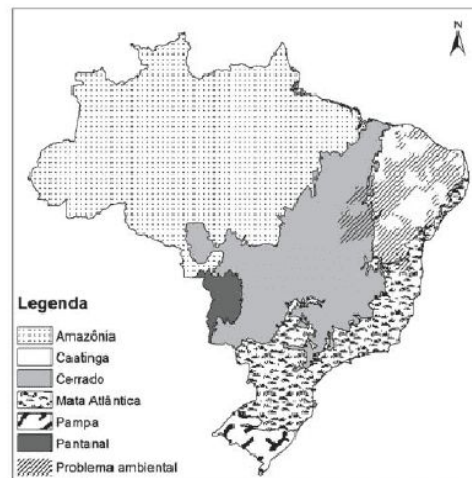 N
Legenda
Amazônia
Caatinga
Cerrado
Mata Atlântica
Pampa
Pantanal
Problema ambiental